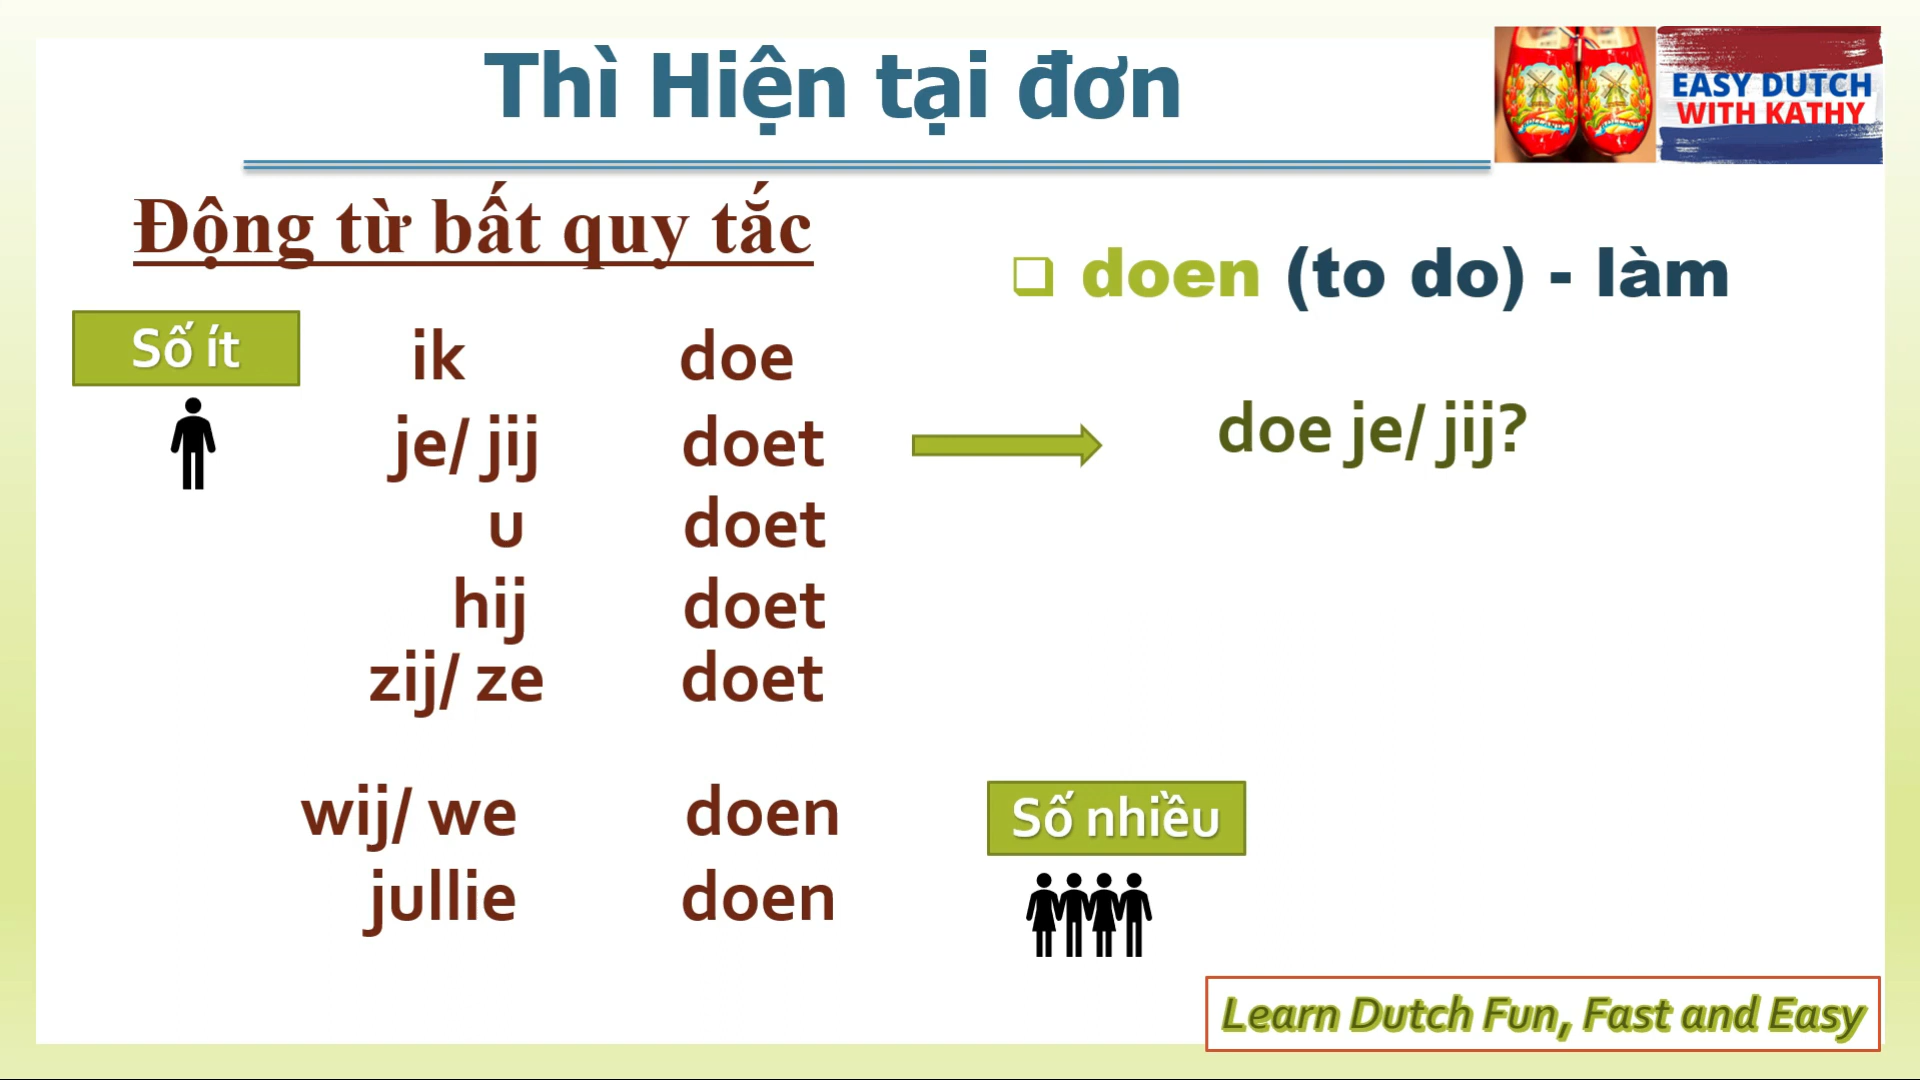 Thì Hiện tại đơn
EASY DUTCH
WITH KATHY
Động từ bất quy tắc
doen (to do) - làm
Số ít
ik doe
je/ jij doet
doe je/ jij?
u doet
hij doet
zij/ ze doet
wij/ we doen
Số nhiều
jullie doen
Learn Dutch Fun, Fast and Easy